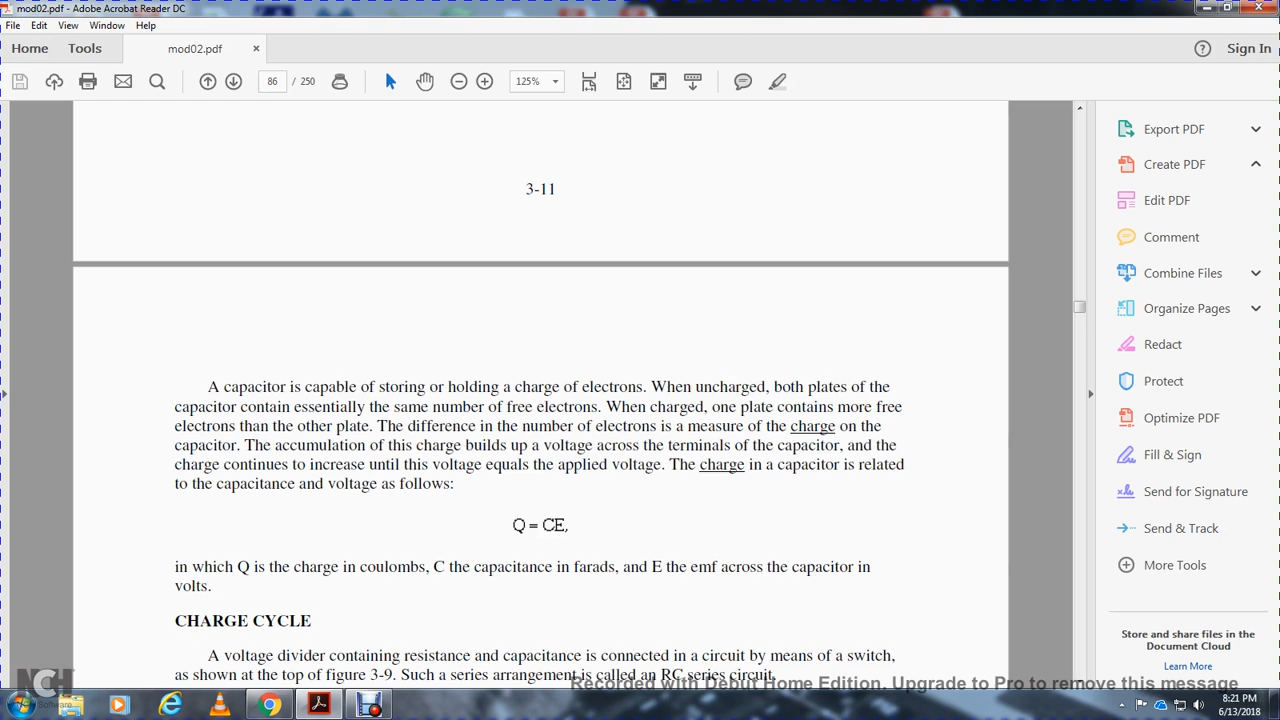 mod02.pdf - Adobe Acrobat Reader DC
File Edit View Window Help
Home Tools mod02.pdf × Sign In
86 / 250 125%
3-11
A capacitor is capable of storing or holding a charge of electrons. When uncharged, both plates of the
capacitor contain essentially the same number of free electrons. When charged, one plate contains more free
electrons than the other plate. The difference in the number of electrons is a measure of the charge on the
capacitor. The accumulation of this charge builds up a voltage across the terminals of the capacitor, and the
charge continues to increase until this voltage equals the applied voltage. The charge in a capacitor is related
to the capacitance and voltage as follows:
Q = CE,
in which Q is the charge in coulombs, C the capacitance in farads, and E the emf across the capacitor in
volts.
CHARGE CYCLE
A voltage divider containing resistance and capacitance is connected in a circuit by means of a switch,
as shown at the top of figure 3-9. Such a series arrangement is called an RC series circuit.
Export PDF
Create PDF
Edit PDF
Comment
Combine Files
Organize Pages
Redact
Protect
Optimize PDF
Fill & Sign
Send for Signature
Send & Track
More Tools
Store and share files in the
Document Cloud
Learn More
Recorded with Debut Home Edition. Upgrade to Pro to remove this message
NCH
Software
8:21 PM
6/13/2018